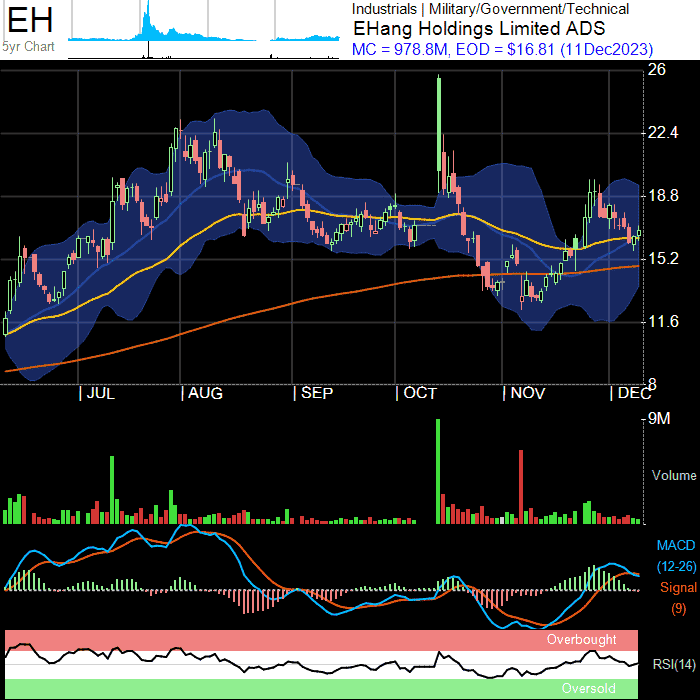 EH
5yr Chart
Industrials | Military/Government/Technical
EHang Holdings Limited ADS
MC = 978.8M, EOD = $16.81 (11Dec2023)
26
22.4
18.8
15.2
11.6
8
| JUL | AUG | SEP | OCT | NOV | DEC
9M
Volume
MACD
(12-26)
Signal
(9)
Overbought
RSI(14)
Oversold